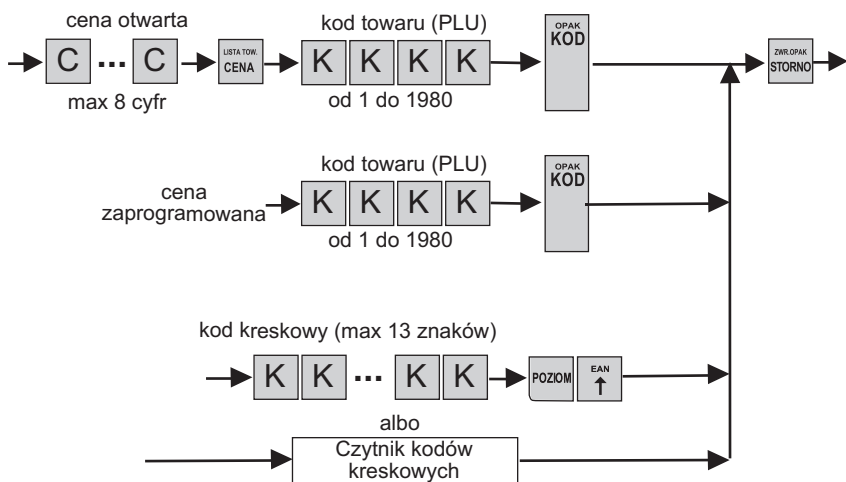 cena otwarta
kod towaru (PLU)
C ... C
LISTA TOW.
CENA
K K K K
OPAK
KOD
ZWR.OPAK
STORNO
max 8 cyfr
od 1 do 1980
kod towaru (PLU)
cena
zaprogramowana
K K K K
OPAK
KOD
od 1 do 1980
kod kreskowy (max 13 znaków)
K K ... K K
POZIOM
EAN
albo
Czytnik kodów
kreskowych